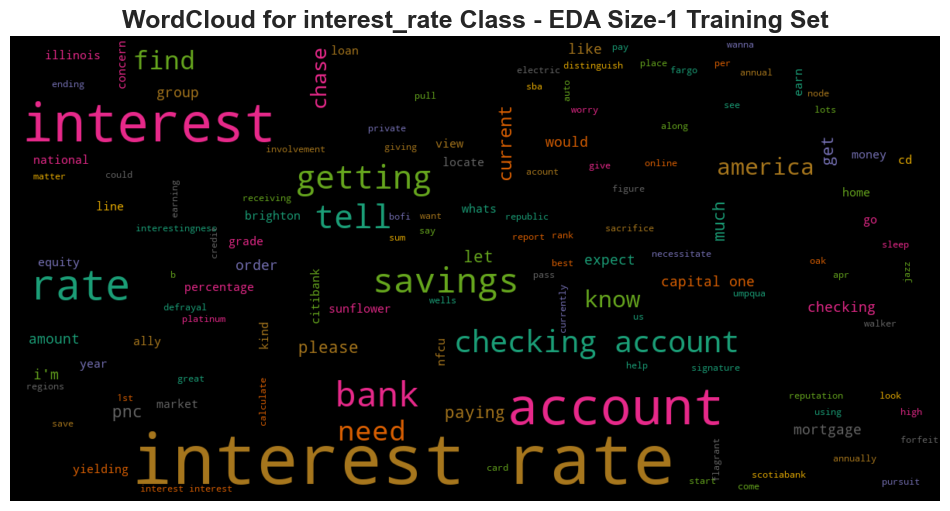 WordCloud for interest_rate Class - EDA Size-1 Training Set
illinois
concern
find
chase
loan
like
pay
wanna
distinguish
place
fargo
per
annual
electric
sba
auto
earn
node
ending
group
pull
see
lots
interest
private
current
worry
along
would
get
involvement
giving
view
national
locate
acount
give
online
america
money
cd
matter
could
getting
figure
home
earning
receiving
line
brighton
tell
bofi
want
whats
republic
much
go
interestingness
say
credie
grade
sum
report
rank
sacrifice
sleep
equity
order
let
best
expect
necessitate
oak
jazz
rate
b
percentage
citibank
savings
pass
capital one
apr
defrayal
sunflower
wells
currently
know
umpqua
checking
platinum
us
walker
amount
ally
kind
please
nfcu
checking account
year
help
signature
i'm
great
regions
1st
calculate
bank
account
reputation
look
pnc
market
paying
using
high
save
need
mortgage
forfeit
flagrant
annually
yielding
interest rate
card
start
scotiabank
interest interest
come
pursuit